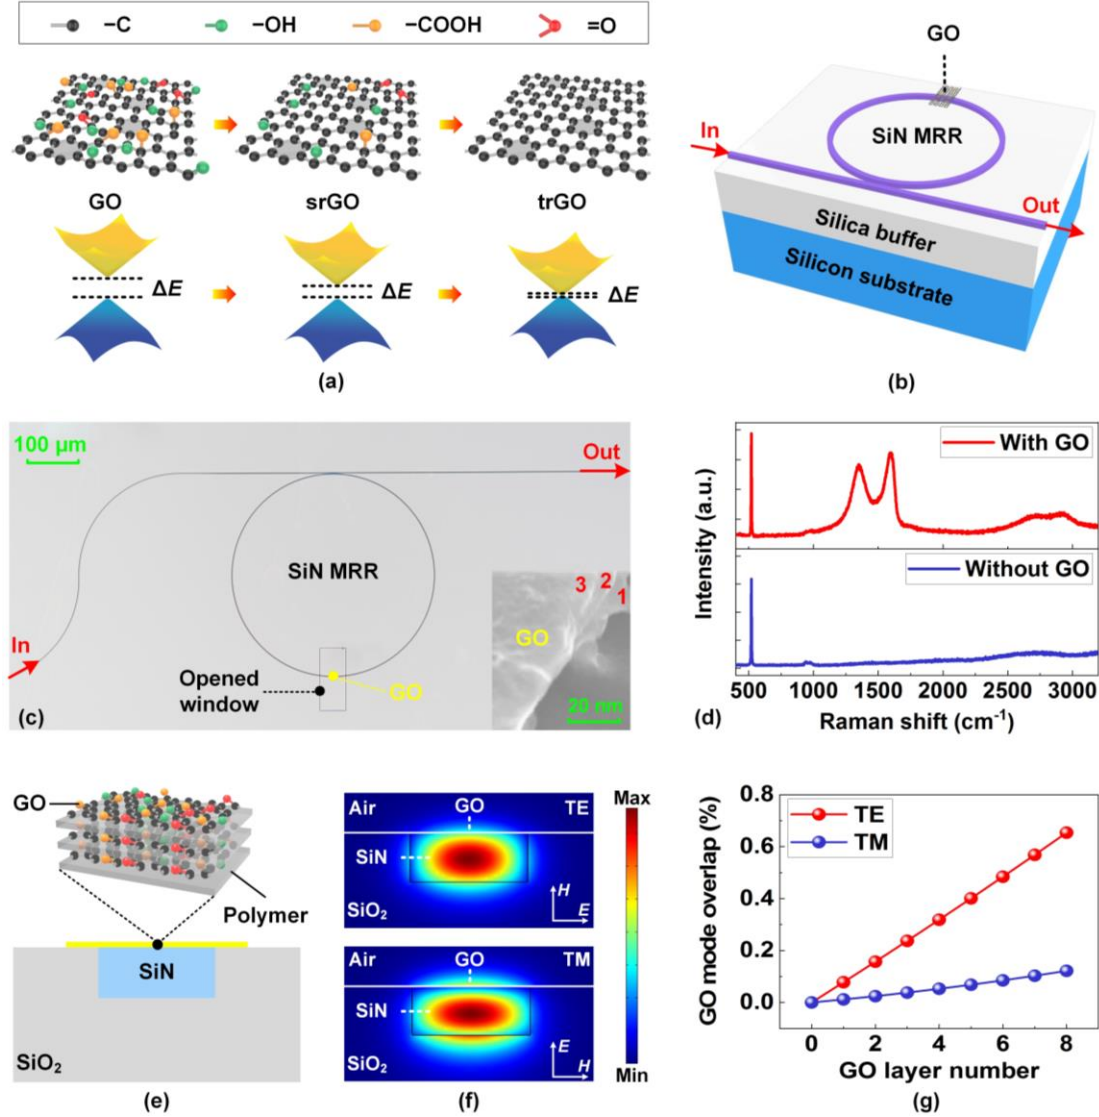 −C −OH −COOH =O
GO srGO trGO
ΔE ΔE ΔE
(a)
GO
SiN MRR
In
Out
Silica buffer
Silicon substrate
(b)
100 μm
Out
SiN MRR
In
Opened
window
GO
3 2 1
GO
20 nm
(c)
With GO
Without GO
Intensity (a.u.)
500 1000 1500 2000 2500 3000
Raman shift (cm⁻¹)
(d)
GO
Polymer
SiN
SiO₂
(e)
Air GO TE
SiN
SiO₂
H
E
Air GO TM
SiN
SiO₂
E
H
Max
Min
(f)
TE
TM
GO mode overlap (%)
0.8
0.6
0.4
0.2
0.0
0 2 4 6 8
GO layer number
(g)